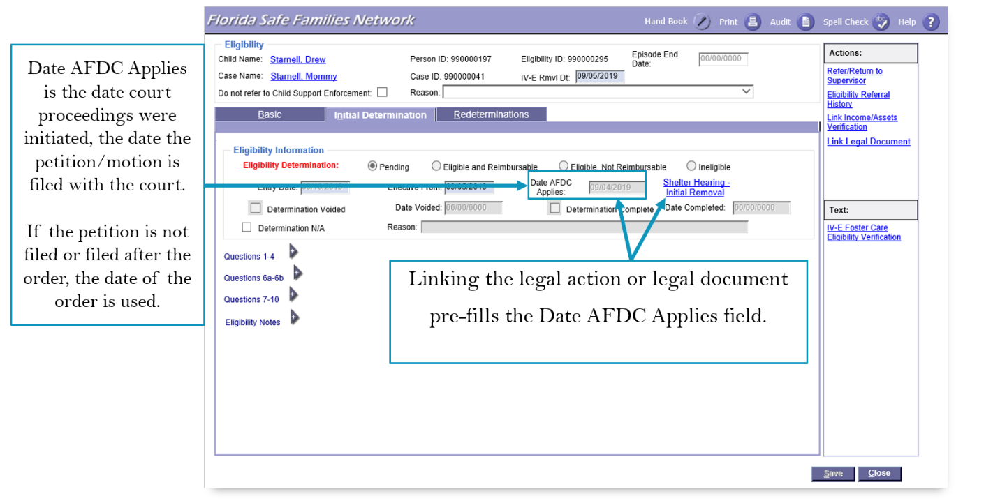 Florida Safe Families Network
Hand Book Print Audit Spell Check Help
Date AFDC Applies
is the date court
proceedings were
initiated, the date the
petition/motion is
filed with the court.
If the petition is not
filed or filed after the
order, the date of the
order is used.
Eligibility
Child Name: Starnell, Drew Person ID: 990000197 Eligibility ID: 990000295 Episode End Date: 00/00/0000
Case Name: Starnell, Mommy Case ID: 990000041 IV-E Rmvl Dt: 09/05/2019
Do not refer to Child Support Enforcement: Reason:
Basic Initial Determination Redeterminations
Eligibility Information
Eligibility Determination: Pending Eligible and Reimbursable Eligible, Not Reimbursable Ineligible
Entry Date: Effective From: 09/05/2019 Date AFDC Applies: 09/04/2019 Shelter Hearing - Initial Removal
Determination Voided Date Voided: 00/00/0000 Determination Complete Date Completed: 00/00/0000
Determination N/A Reason:
Questions 1-4
Questions 6a-6b
Questions 7-10
Eligibility Notes
Linking the legal action or legal document
pre-fills the Date AFDC Applies field.
Actions:
Refer/Return to
Supervisor
Eligibility Referral
History
Link Income/Assets
Verification
Link Legal Document
Text:
IV-E Foster Care
Eligibility Verification
Save Close